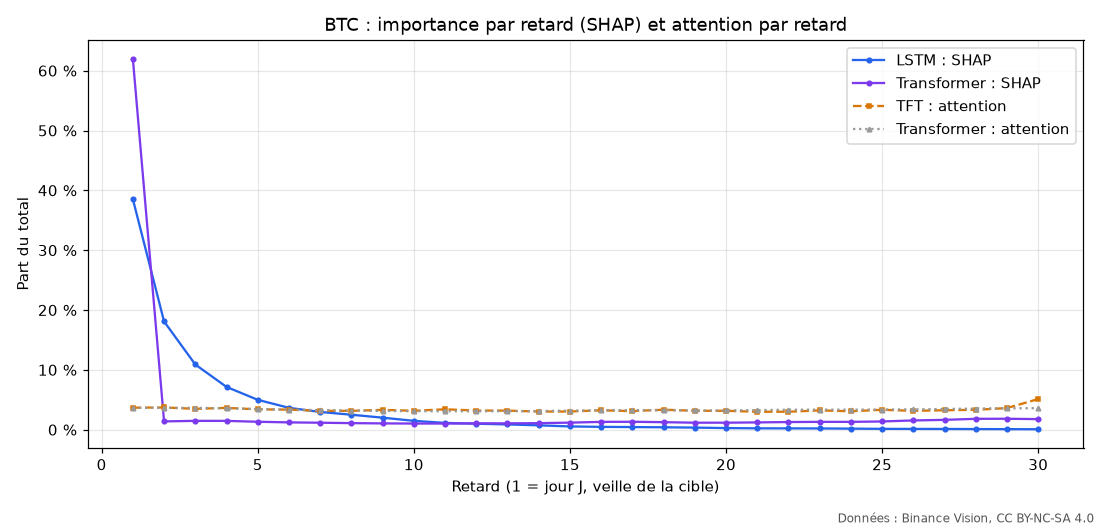 BTC : importance par retard (SHAP) et attention par retard
LSTM : SHAP
Transformer : SHAP
TFT : attention
Transformer : attention
Part du total
60 %
50 %
40 %
30 %
20 %
10 %
0 %
0 5 10 15 20 25 30
Retard (1 = jour J, veille de la cible)
Données : Binance Vision, CC BY-NC-SA 4.0